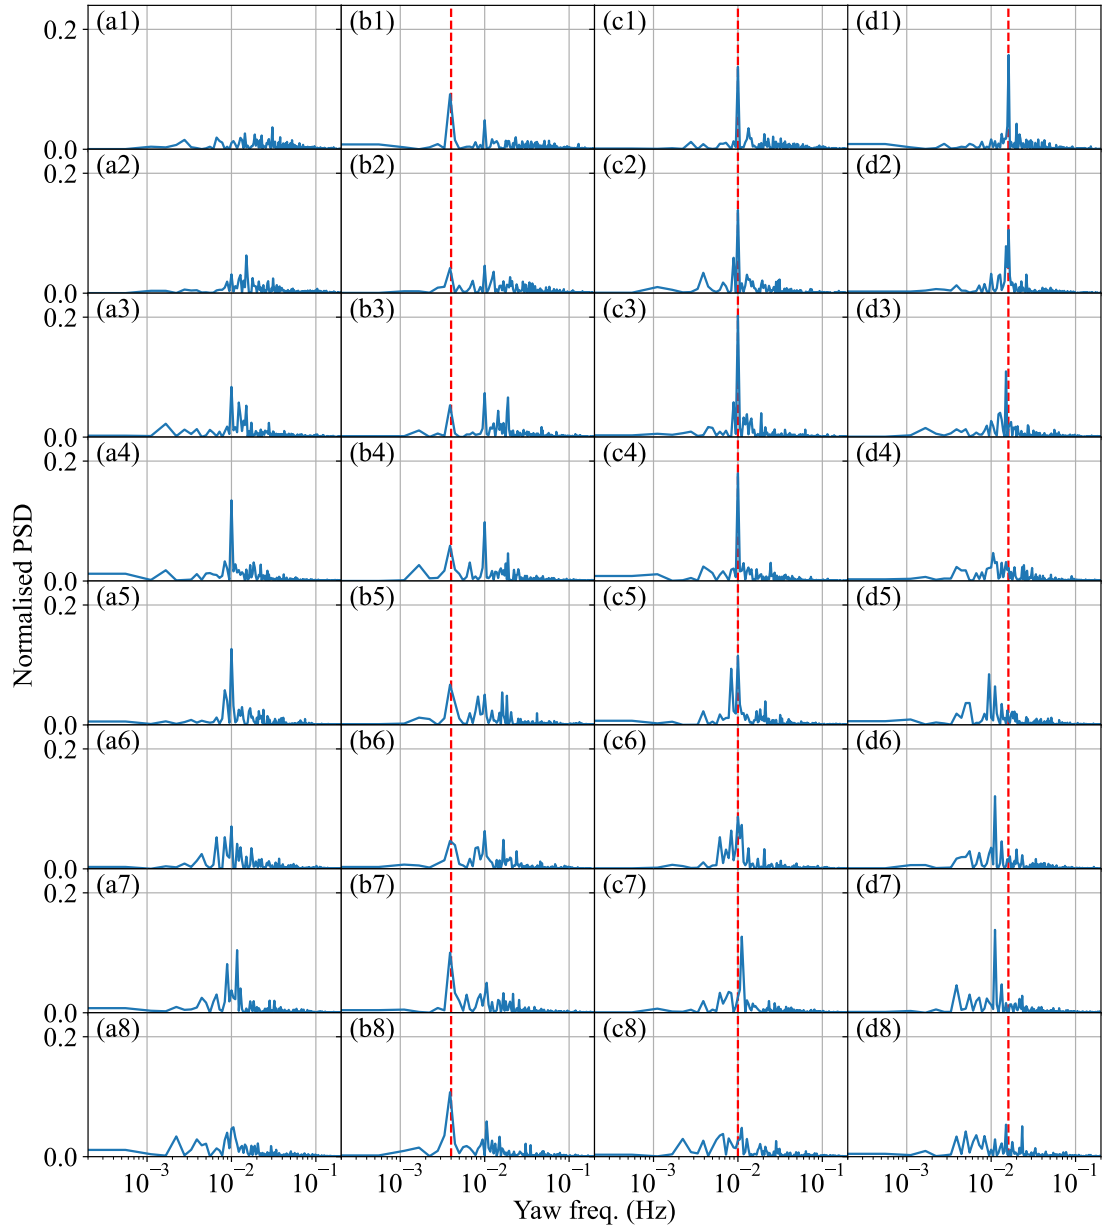 (a1) (b1) (c1) (d1)
0.2
0.0
(a2) (b2) (c2) (d2)
0.2
0.0
(a3) (b3) (c3) (d3)
0.2
0.0
(a4) (b4) (c4) (d4)
0.2
0.0
(a5) (b5) (c5) (d5)
0.2
0.0
(a6) (b6) (c6) (d6)
0.2
0.0
(a7) (b7) (c7) (d7)
0.2
0.0
(a8) (b8) (c8) (d8)
0.2
0.0
Normalised PSD
10⁻³ 10⁻² 10⁻¹ 10⁻³ 10⁻² 10⁻¹ 10⁻³ 10⁻² 10⁻¹ 10⁻³ 10⁻² 10⁻¹
Yaw freq. (Hz)